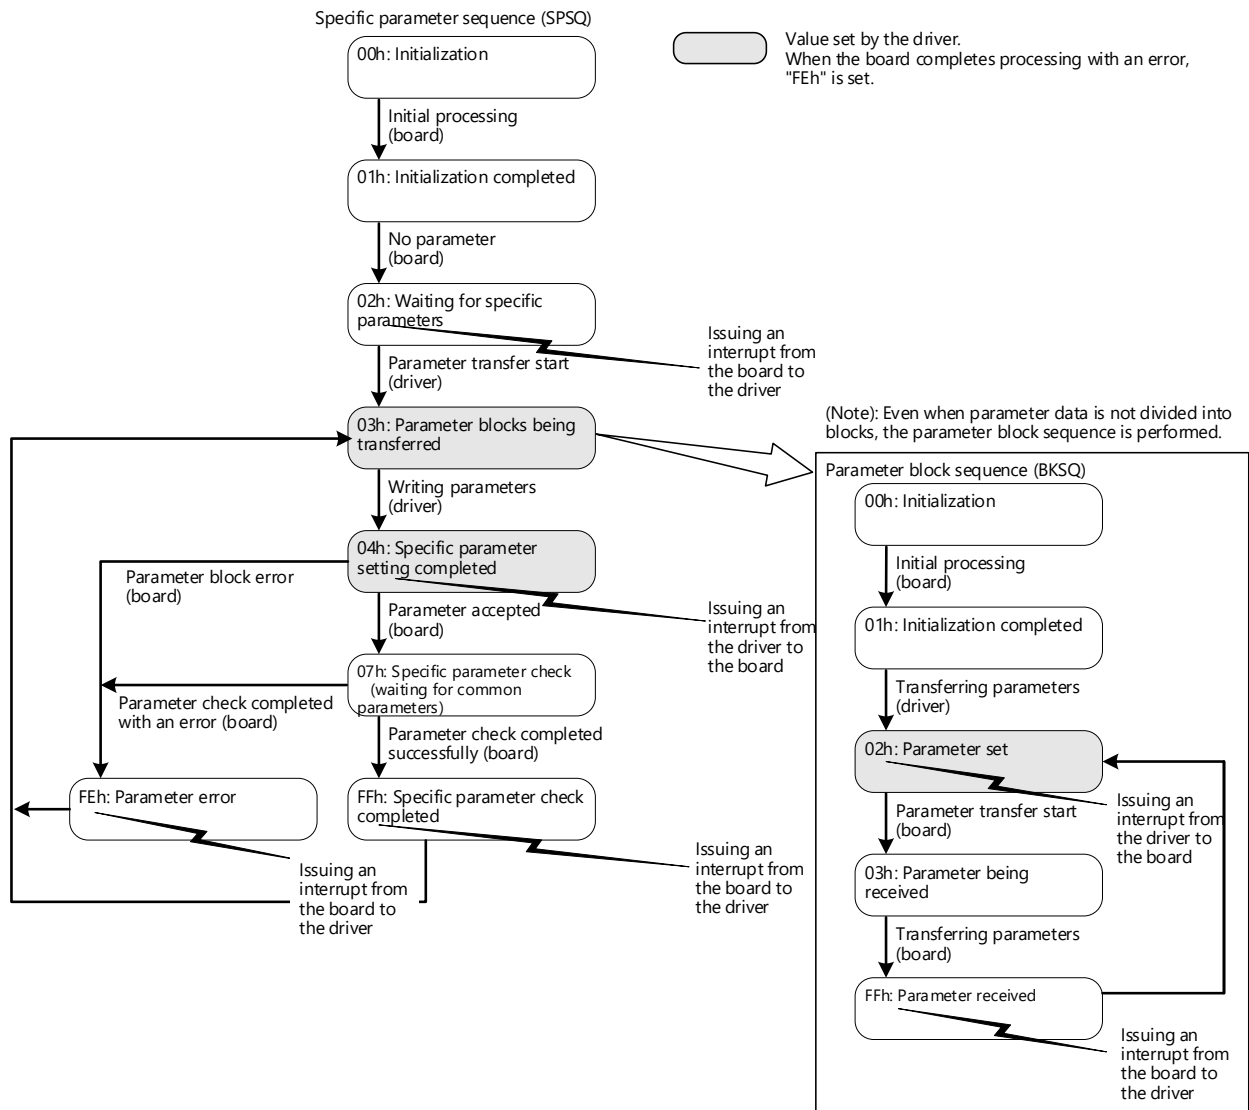 Specific parameter sequence (SPSQ)
Value set by the driver.
When the board completes processing with an error,
"FEh" is set.
00h: Initialization
Initial processing
(board)
01h: Initialization completed
No parameter
(board)
02h: Waiting for specific
parameters
Issuing an
interrupt from
the board to
the driver
Parameter transfer start
(driver)
03h: Parameter blocks being
transferred
Writing parameters
(driver)
04h: Specific parameter
setting completed
Parameter block error
(board)
Issuing an
interrupt from
the driver to
the board
Parameter accepted
(board)
07h: Specific parameter check
(waiting for common
parameters)
Parameter check completed
with an error (board)
Parameter check completed
successfully (board)
FEh: Parameter error
Issuing an
interrupt from
the board to
the driver
FFh: Specific parameter check
completed
Issuing an
interrupt from
the board to
the driver
(Note): Even when parameter data is not divided into
blocks, the parameter block sequence is performed.
Parameter block sequence (BKSQ)
00h: Initialization
Initial processing
(board)
01h: Initialization completed
Transferring parameters
(driver)
02h: Parameter set
Issuing an
interrupt from
the driver to
the board
Parameter transfer start
(board)
03h: Parameter being
received
Transferring parameters
(board)
FFh: Parameter received
Issuing an
interrupt from
the board to
the driver